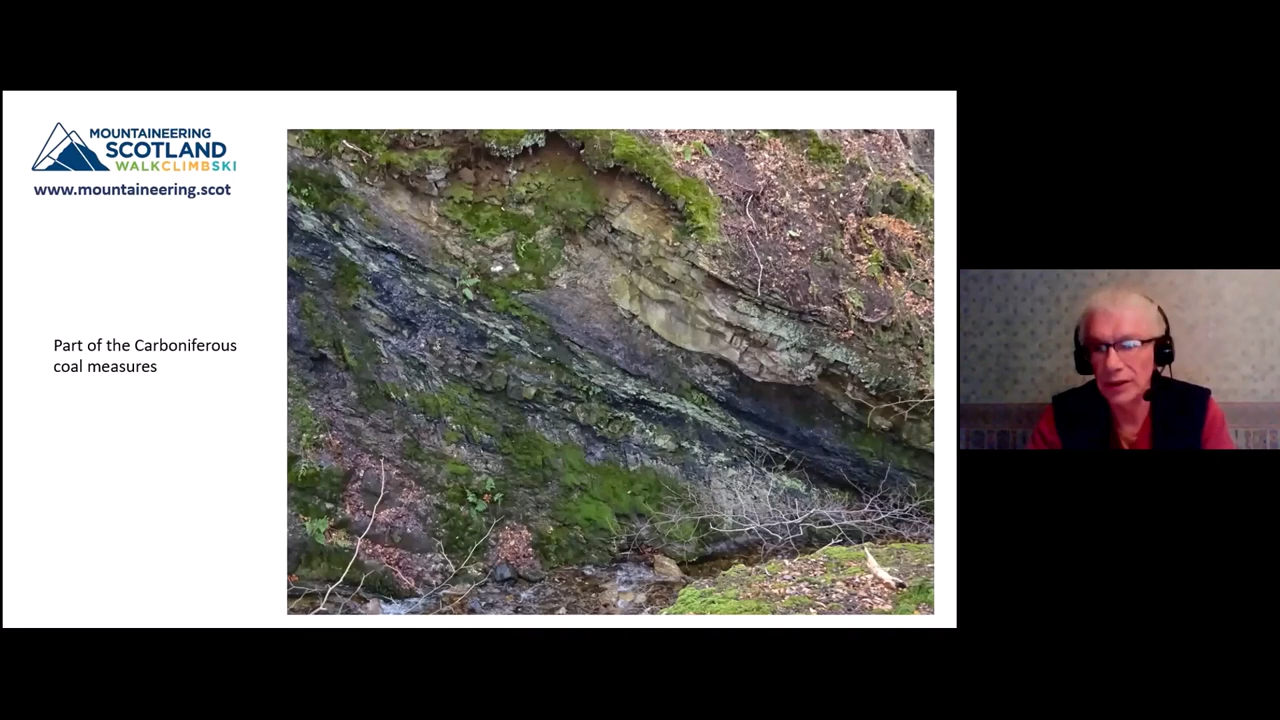 MOUNTAINEERING
SCOTLAND
WALKCLIMBSKI
www.mountaineering.scot
Part of the Carboniferous
coal measures